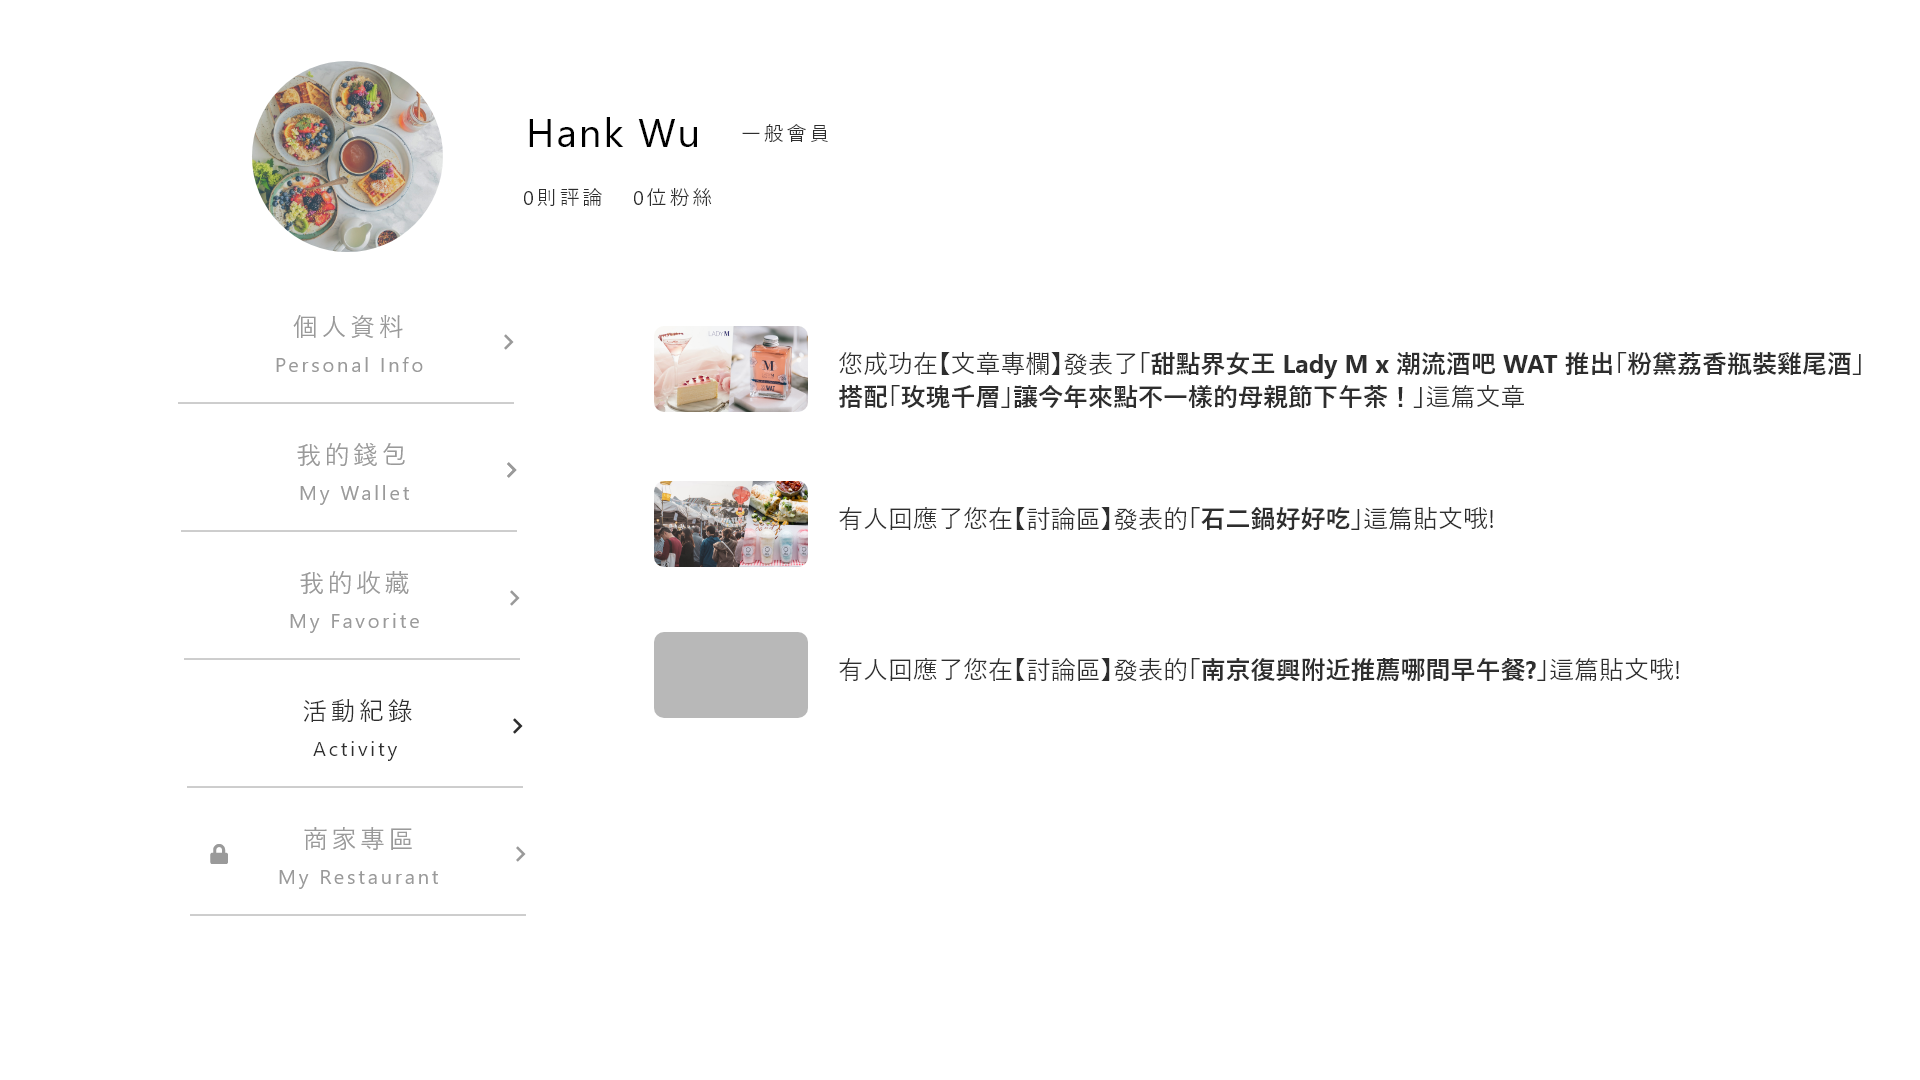 Hank Wu 一般會員
0則評論 0位粉絲
個人資料
Personal Info
我的錢包
My Wallet
我的收藏
My Favorite
活動紀錄
Activity
商家專區
My Restaurant
LADY M
M
您成功在【文章專欄】發表了「甜點界女王 Lady M x 潮流酒吧 WAT 推出「粉黛荔香瓶裝雞尾酒」
搭配「玫瑰千層」讓今年來點不一樣的母親節下午茶！」這篇文章
有人回應了您在【討論區】發表的「石二鍋好好吃」這篇貼文哦!
有人回應了您在【討論區】發表的「南京復興附近推薦哪間早午餐?」這篇貼文哦!